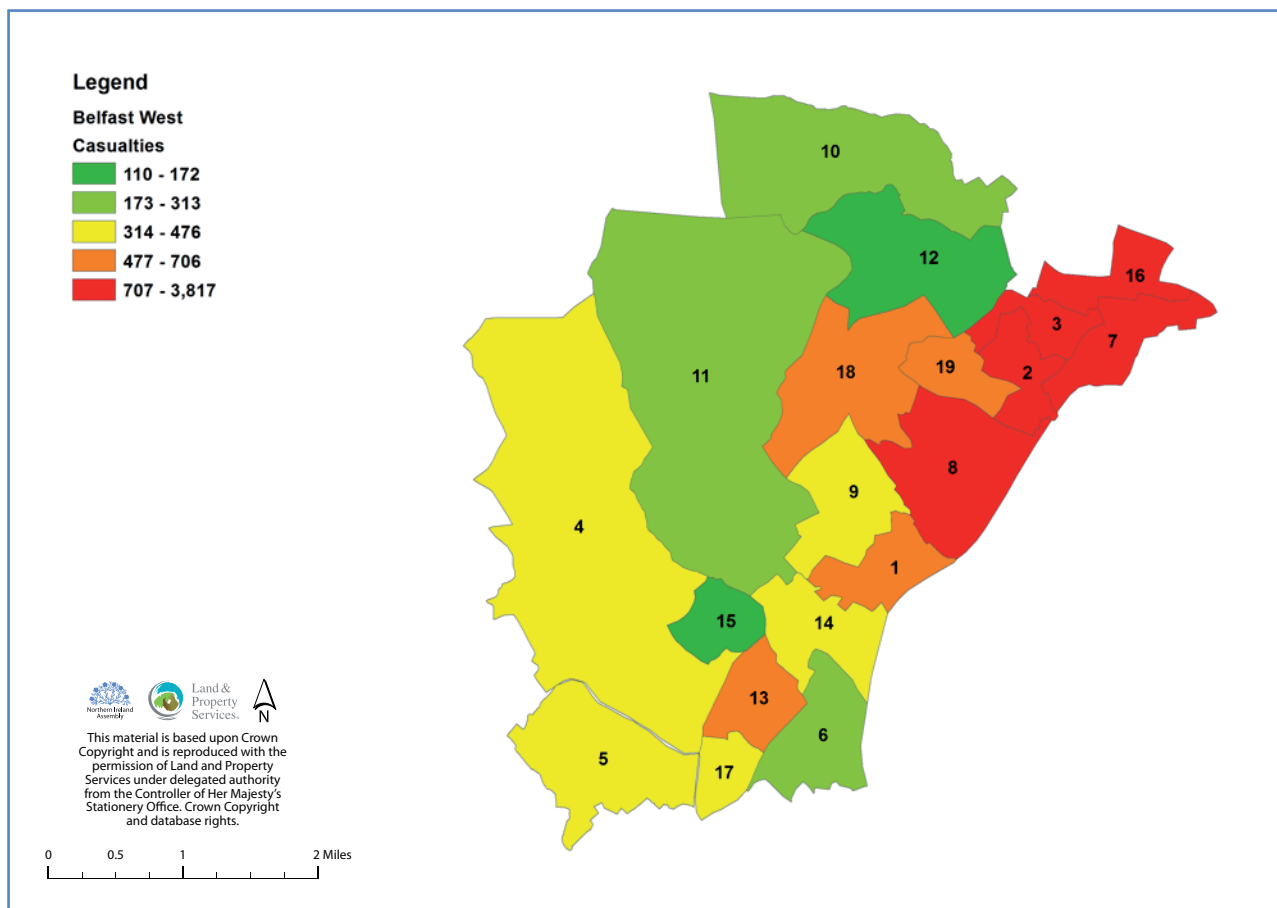 Legend
Belfast West
Casualties
110 - 172
173 - 313
314 - 476
477 - 706
707 - 3,817
10
12
16
3
7
2
11
18
19
8
9
4
1
15
14
13
6
5
17
Northern Ireland
Assembly
Land &
Property
Services.
N
This material is based upon Crown
Copyright and is reproduced with the
permission of Land and Property
Services under delegated authority
from the Controller of Her Majesty's
Stationery Office. Crown Copyright
and database rights.
0 0.5 1 2 Miles